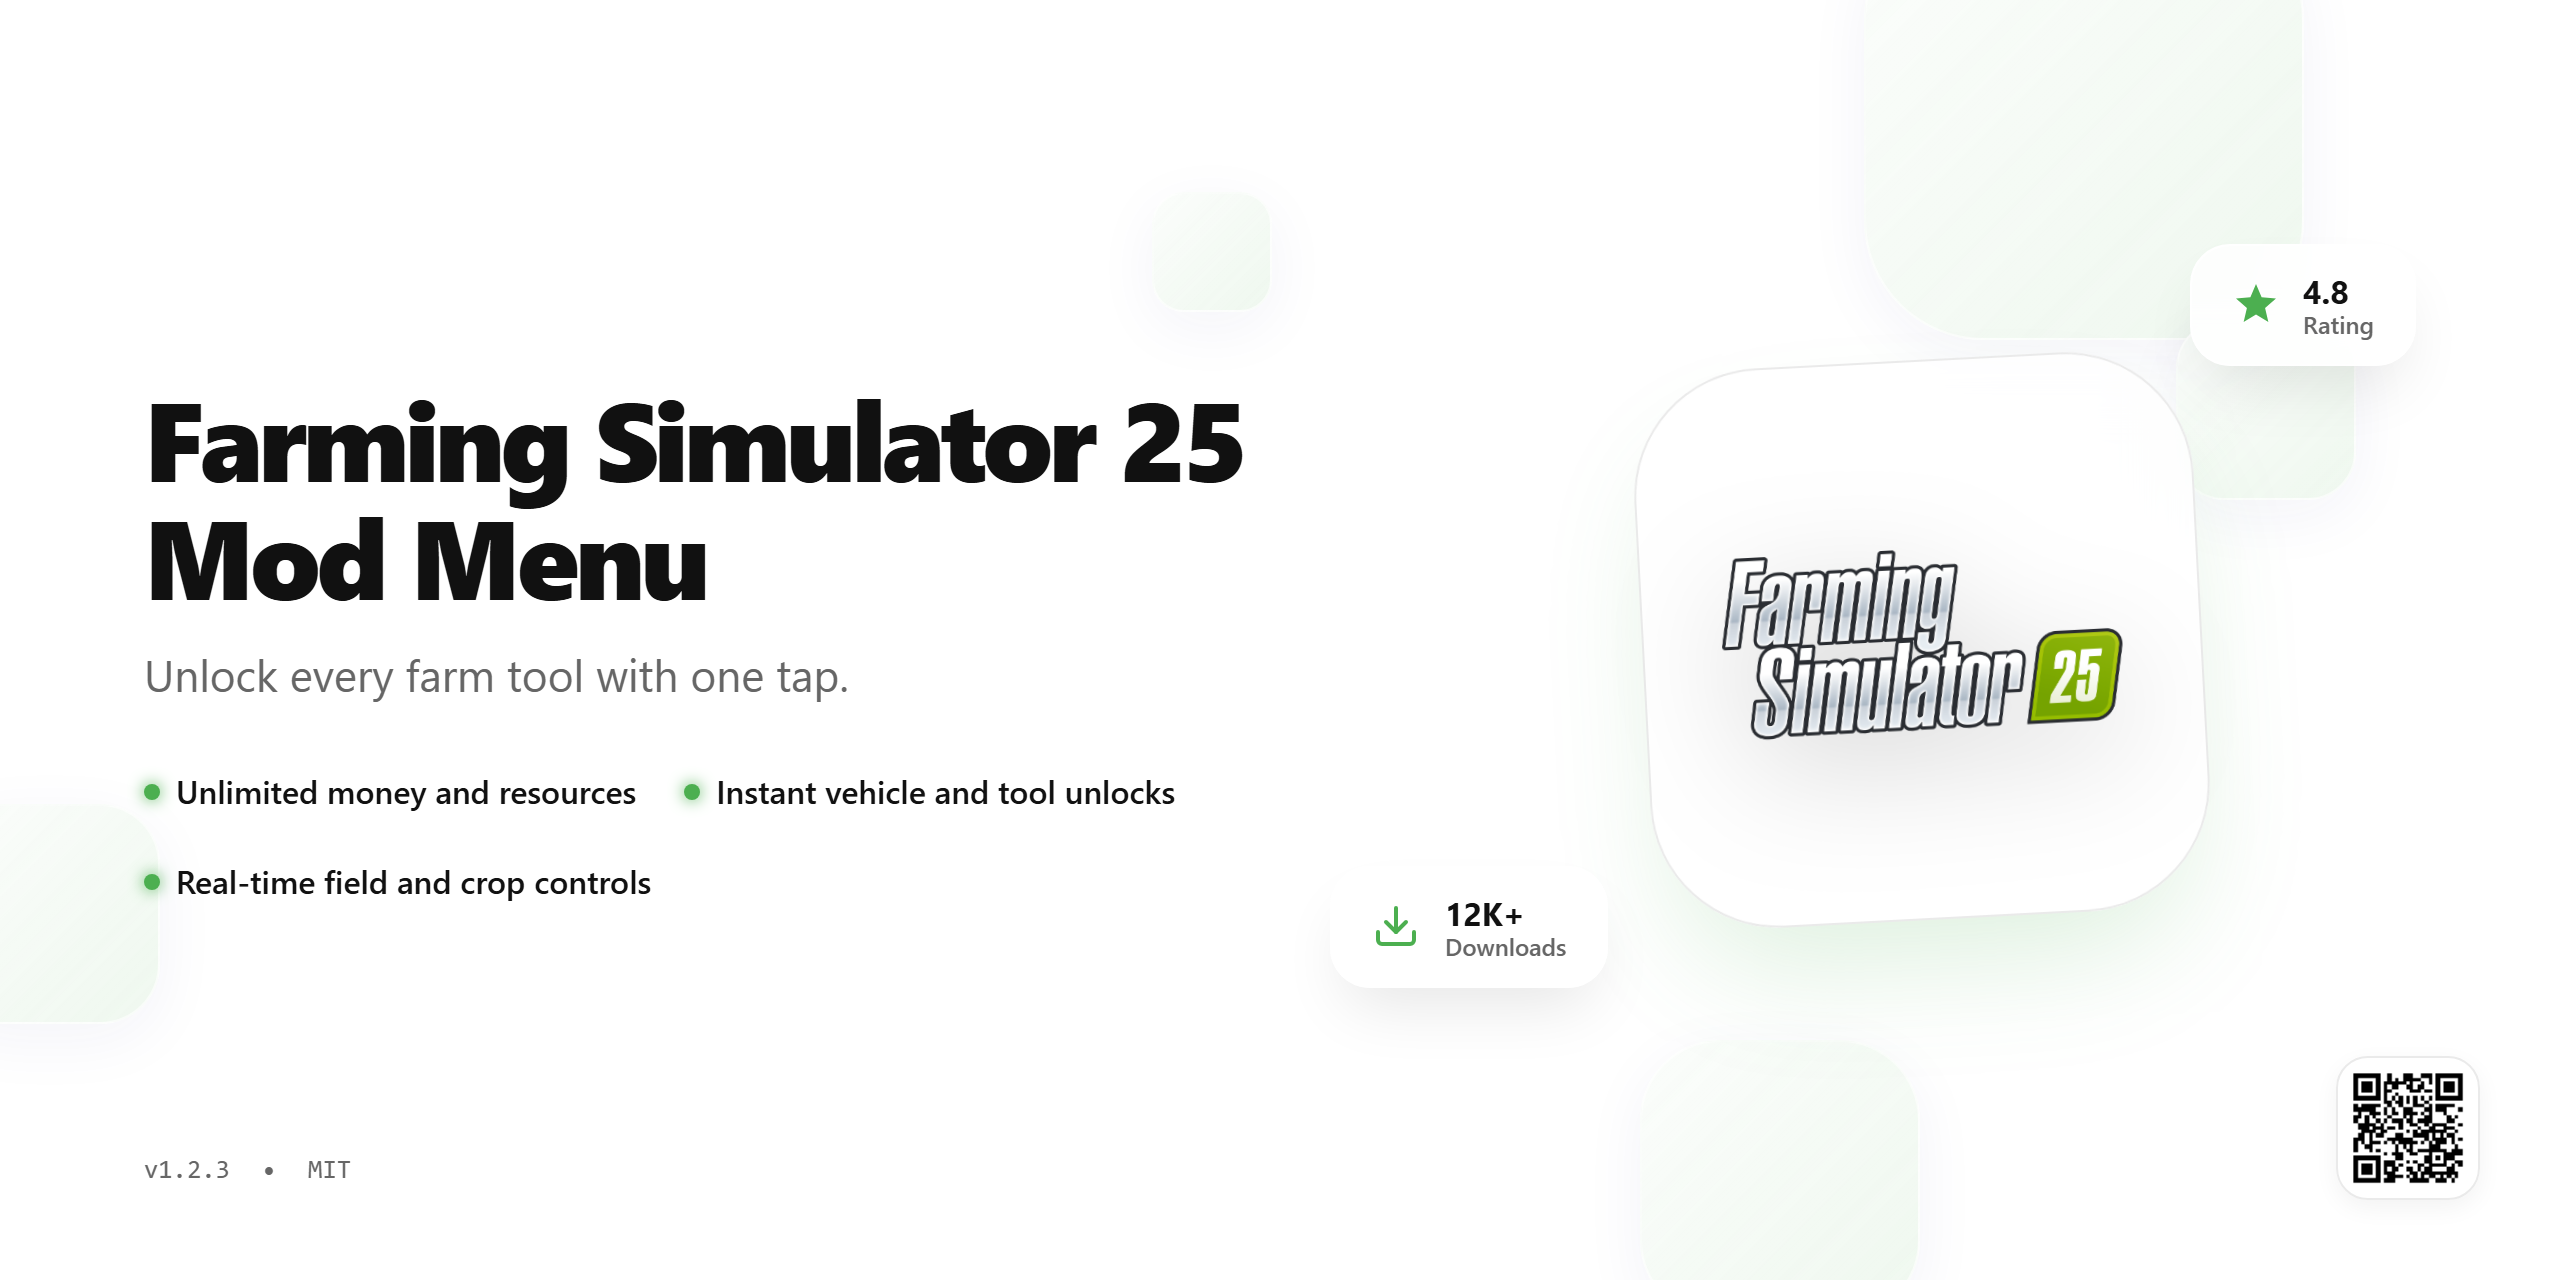 Farming Simulator 25
Mod Menu
Unlock every farm tool with one tap.
Unlimited money and resources
Instant vehicle and tool unlocks
Real-time field and crop controls
v1.2.3 • MIT
4.8
Rating
Farming
Simulator 25
12K+
Downloads